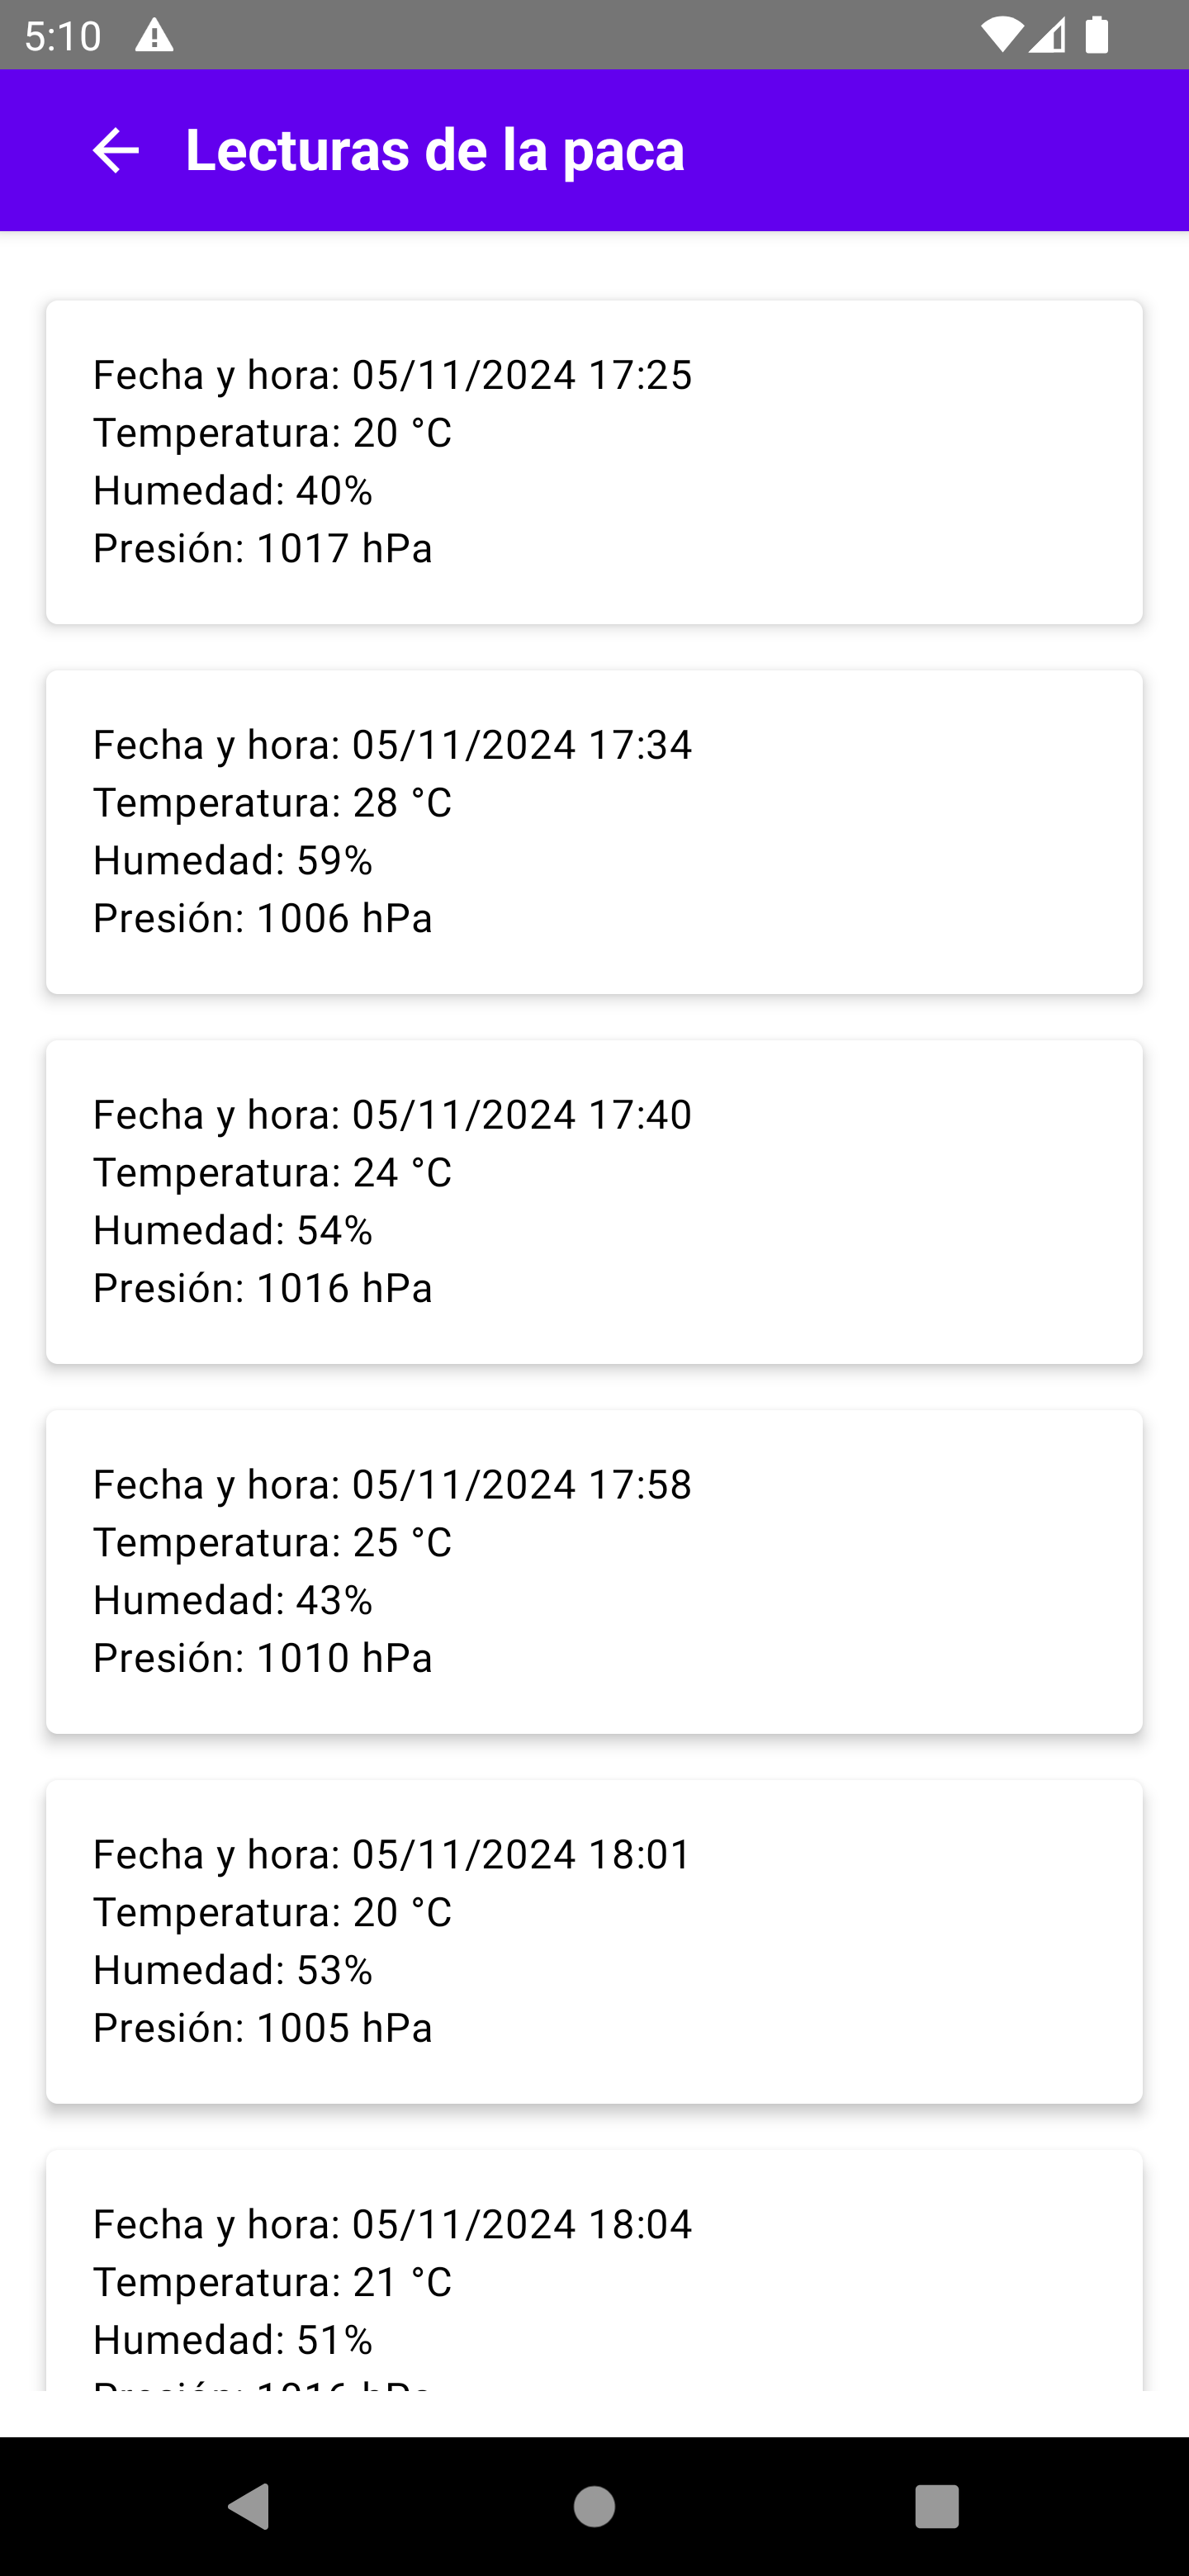 5:10
Lecturas de la paca
Fecha y hora: 05/11/2024 17:25
Temperatura: 20 °C
Humedad: 40%
Presión: 1017 hPa
Fecha y hora: 05/11/2024 17:34
Temperatura: 28 °C
Humedad: 59%
Presión: 1006 hPa
Fecha y hora: 05/11/2024 17:40
Temperatura: 24 °C
Humedad: 54%
Presión: 1016 hPa
Fecha y hora: 05/11/2024 17:58
Temperatura: 25 °C
Humedad: 43%
Presión: 1010 hPa
Fecha y hora: 05/11/2024 18:01
Temperatura: 20 °C
Humedad: 53%
Presión: 1005 hPa
Fecha y hora: 05/11/2024 18:04
Temperatura: 21 °C
Humedad: 51%
Presión: hPa